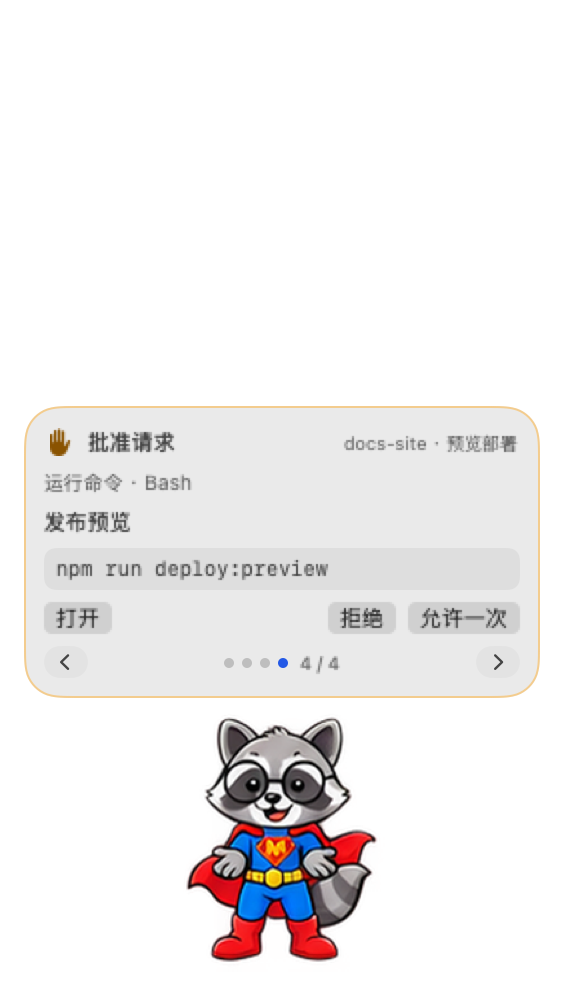 批准请求
docs-site · 预览部署
运行命令 · Bash
发布预览
npm run deploy:preview
打开
拒绝
允许一次
4 / 4
M